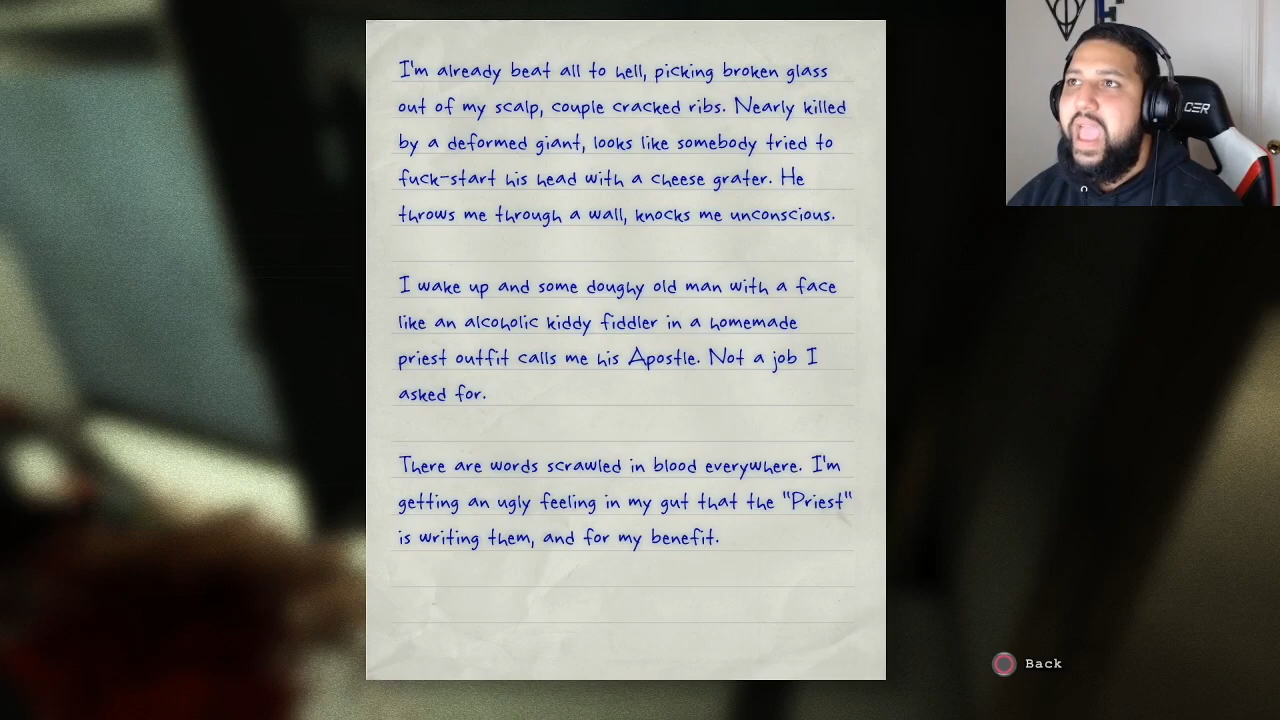 I'm already beat all to hell, picking broken glass
out of my scalp, couple cracked ribs. Nearly killed
by a deformed giant, looks like somebody tried to
fuck-start his head with a cheese grater. He
throws me through a wall, knocks me unconscious.
I wake up and some doughy old man with a face
like an alcoholic kiddy fiddler in a homemade
priest outfit calls me his Apostle. Not a job I
asked for.
There are words scrawled in blood everywhere. I'm
getting an ugly feeling in my gut that the "Priest"
is writing them, and for my benefit.
Back